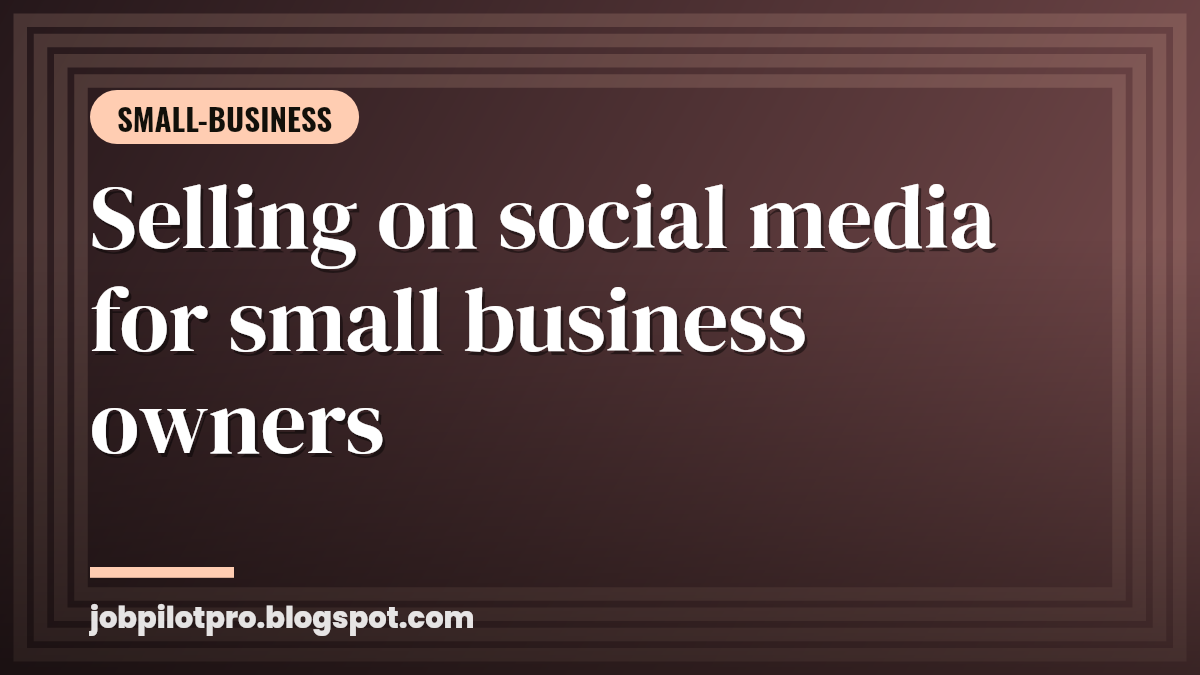 SMALL-BUSINESS
Selling on social media
for small business
owners
jobpilotpro.blogspot.com